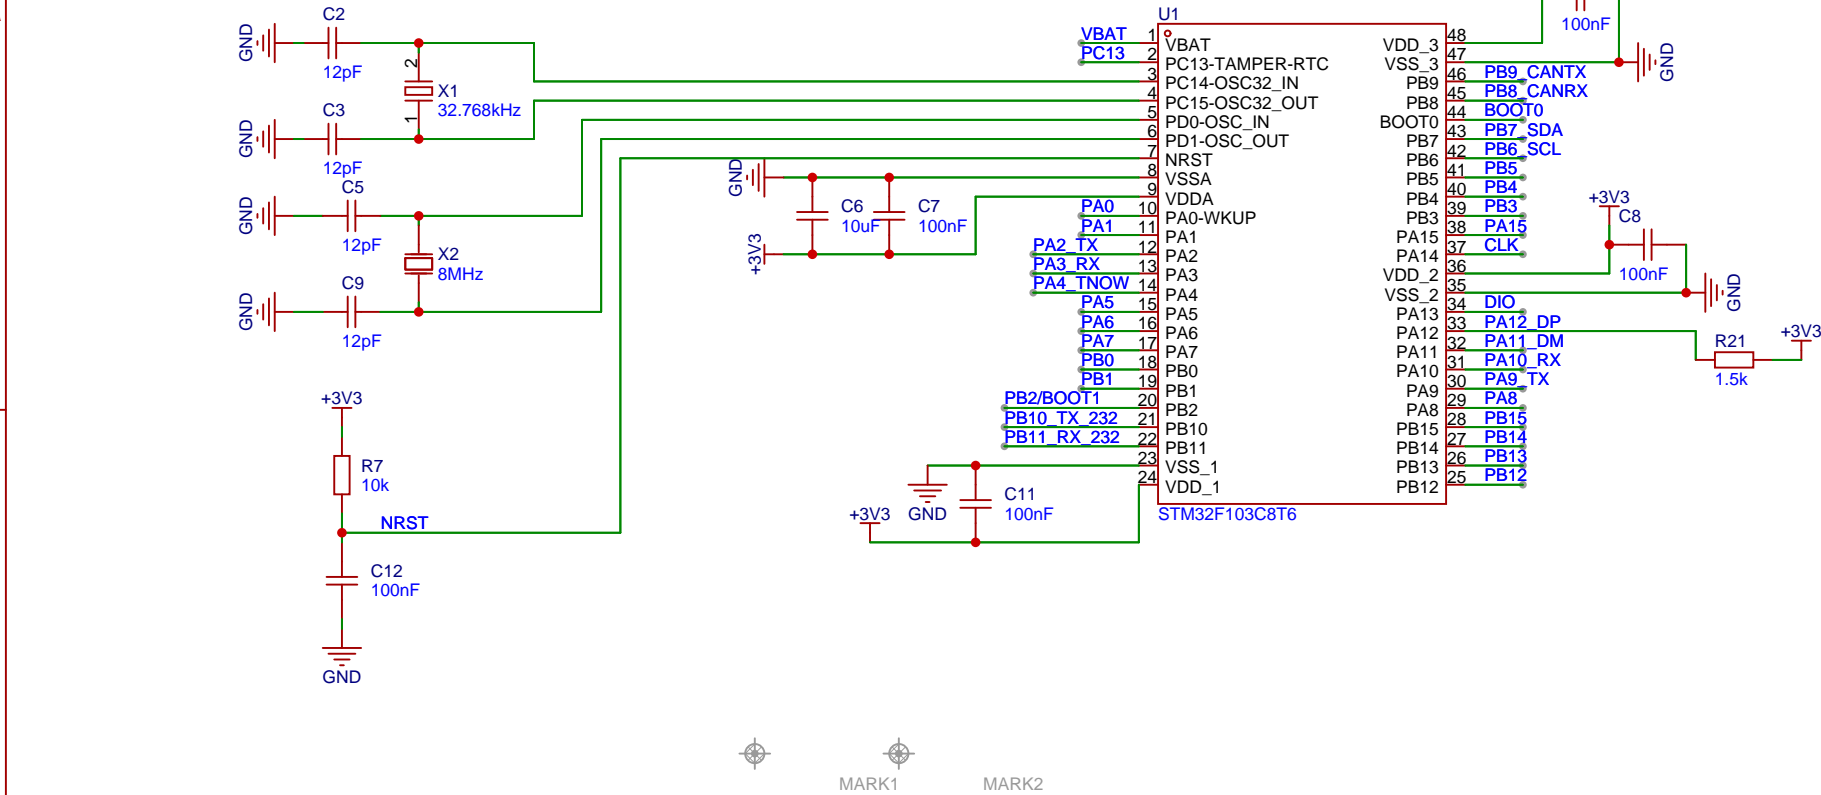 C2
GND
12pF
2
X1
32.768kHz
1
C3
GND
12pF
C5
GND
12pF
X2
8MHz
C9
GND
12pF
+3V3
R7
10k
NRST
C12
100nF
GND
GND
C6
10uF
C7
100nF
+3V3
+3V3
GND
C11
100nF
U1
VBAT 1 VBAT
PC13 2 PC13-TAMPER-RTC
3 PC14-OSC32_IN
4 PC15-OSC32_OUT
5 PD0-OSC_IN
6 PD1-OSC_OUT
7 NRST
8 VSSA
9 VDDA
PA0 10 PA0-WKUP
PA1 11 PA1
PA2_TX 12 PA2
PA3_RX 13 PA3
PA4_TNOW 14 PA4
PA5 15 PA5
PA6 16 PA6
PA7 17 PA7
PB0 18 PB0
PB1 19 PB1
PB2/BOOT1 20 PB2
PB10_TX_232 21 PB10
PB11_RX_232 22 PB11
23 VSS_1
24 VDD_1
VDD_3 48
VSS_3 47
PB9 46 PB9_CANTX
PB8 45 PB8_CANRX
BOOT0 44 BOOT0
PB7 43 PB7_SDA
PB6 42 PB6_SCL
PB5 41 PB5
PB4 40 PB4
PB3 39 PB3
PA15 38 PA15
PA14 37 CLK
VDD_2 36
VSS_2 35
PA13 34 DIO
PA12 33 PA12_DP
PA11 32 PA11_DM
PA10 31 PA10_RX
PA9 30 PA9_TX
PA8 29 PA8
PB15 28 PB15
PB14 27 PB14
PB13 26 PB13
PB12 25 PB12
STM32F103C8T6
100nF
GND
+3V3
C8
100nF
GND
R21
1.5k
+3V3
MARK1
MARK2